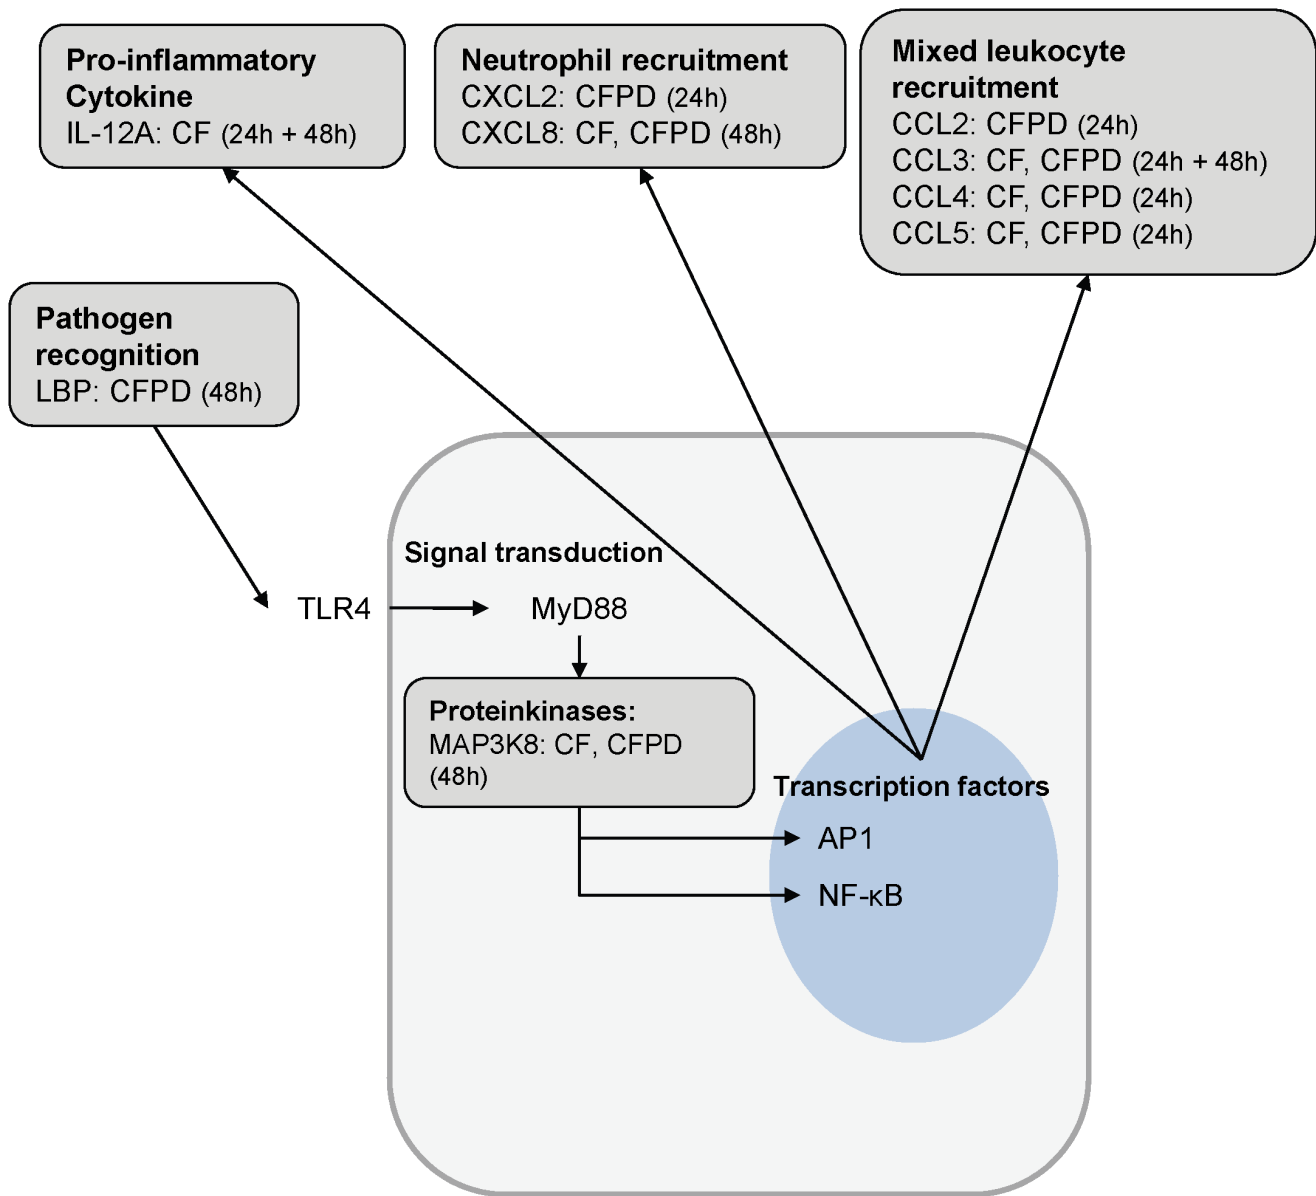 Pro-inflammatory
Cytokine
IL-12A: CF (24h + 48h)
Neutrophil recruitment
CXCL2: CFPD (24h)
CXCL8: CF, CFPD (48h)
Mixed leukocyte
recruitment
CCL2: CFPD (24h)
CCL3: CF, CFPD (24h + 48h)
CCL4: CF, CFPD (24h)
CCL5: CF, CFPD (24h)
Pathogen
recognition
LBP: CFPD (48h)
Signal transduction
TLR4
MyD88
Proteinkinases:
MAP3K8: CF, CFPD
(48h)
Transcription factors
AP1
NF-κB